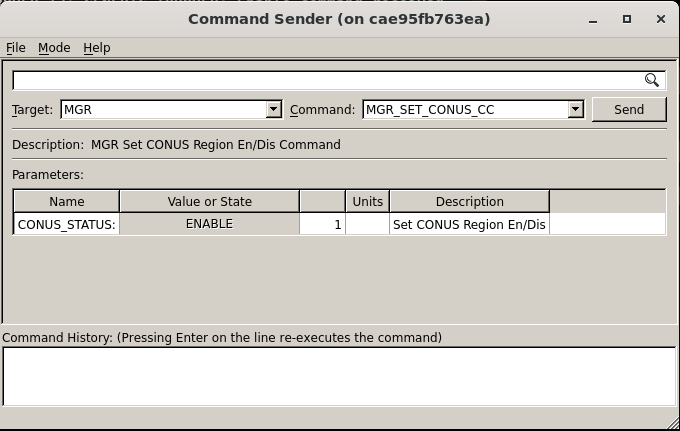 Command Sender (on cae95fb763ea)
File Mode Help
Target: MGR Command: MGR_SET_CONUS_CC Send
Description: MGR Set CONUS Region En/Dis Command
Parameters:
Name Value or State Units Description
CONUS_STATUS: ENABLE 1 Set CONUS Region En/Dis
Command History: (Pressing Enter on the line re-executes the command)